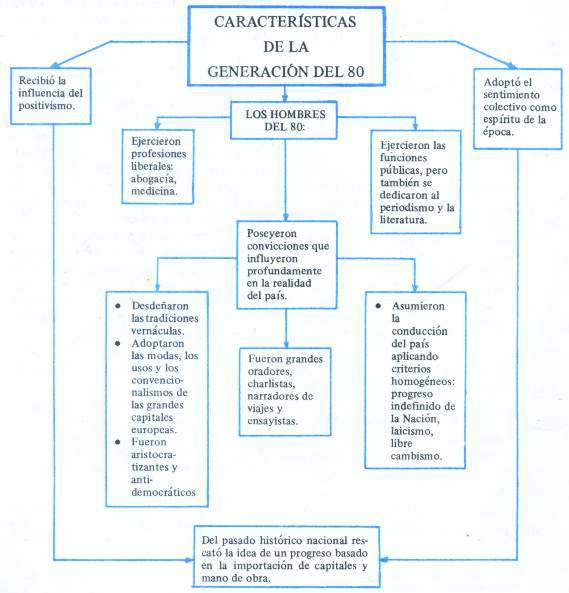 CARACTERÍSTICAS
DE LA
GENERACIÓN DEL 80
Recibió la
influencia del
positivismo.
LOS HOMBRES
DEL 80:
Adoptó el
sentimiento
colectivo como
espíritu de la
época.
Ejercieron
profesiones
liberales:
abogacía,
medicina.
Ejercieron las
funciones
públicas, pero
también se
dedicaron al
periodismo y la
literatura.
Poseyeron
convicciones que
influyeron
profundamente
en la realidad
del país.
● Desdeñaron
las tradiciones
vernáculas.
● Adoptaron
las modas, los
usos y los
convencio-
nalismos de
las grandes
capitales
europeas.
● Fueron
aristocra-
tizantes y
anti-
democráticos
Fueron grandes
oradores,
charlistas,
narradores de
viajes y
ensayistas.
● Asumieron
la
conducción
del país
aplicando
criterios
homogéneos:
progreso
indefinido de
la Nación,
laicismo,
libre
cambismo.
Del pasado histórico nacional res-
cató la idea de un progreso basado
en la importación de capitales y
mano de obra.